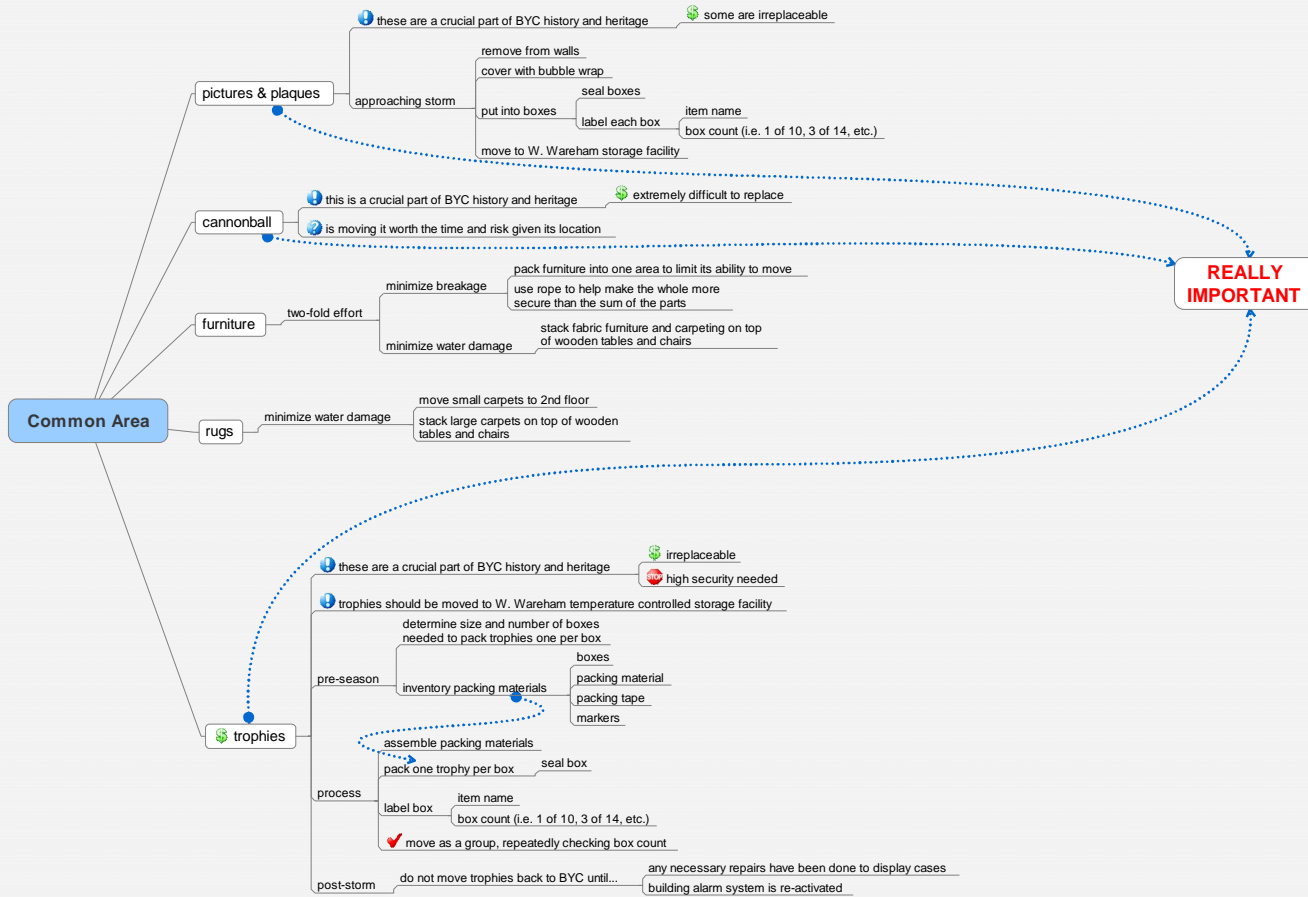 Common Area
pictures & plaques
these are a crucial part of BYC history and heritage
some are irreplaceable
approaching storm
remove from walls
cover with bubble wrap
put into boxes
seal boxes
label each box
item name
box count (i.e. 1 of 10, 3 of 14, etc.)
move to W. Wareham storage facility
cannonball
this is a crucial part of BYC history and heritage
extremely difficult to replace
is moving it worth the time and risk given its location
REALLY
IMPORTANT
furniture
two-fold effort
minimize breakage
pack furniture into one area to limit its ability to move
use rope to help make the whole more
secure than the sum of the parts
minimize water damage
stack fabric furniture and carpeting on top
of wooden tables and chairs
rugs
minimize water damage
move small carpets to 2nd floor
stack large carpets on top of wooden
tables and chairs
trophies
these are a crucial part of BYC history and heritage
irreplaceable
STOP
high security needed
trophies should be moved to W. Wareham temperature controlled storage facility
pre-season
determine size and number of boxes
needed to pack trophies one per box
inventory packing materials
boxes
packing material
packing tape
markers
process
assemble packing materials
pack one trophy per box
seal box
label box
item name
box count (i.e. 1 of 10, 3 of 14, etc.)
move as a group, repeatedly checking box count
post-storm
do not move trophies back to BYC until...
any necessary repairs have been done to display cases
building alarm system is re-activated